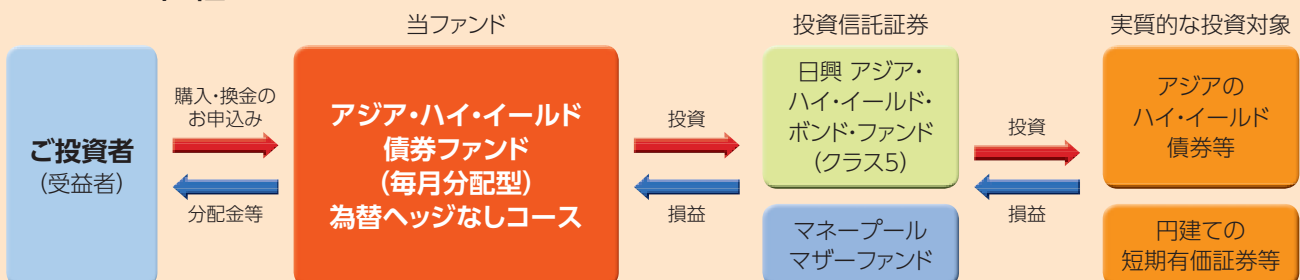 当ファンド
投資信託証券
実質的な投資対象
ご投資者
(受益者)
購入・換金の
お申込み
分配金等
アジア・ハイ・イールド
債券ファンド
(毎月分配型)
為替ヘッジなしコース
投資
損益
日興 アジア・
ハイ・イールド・
ボンド・ファンド
(クラス5)
マネープール
マザーファンド
投資
損益
アジアの
ハイ・イールド
債券等
円建ての
短期有価証券等